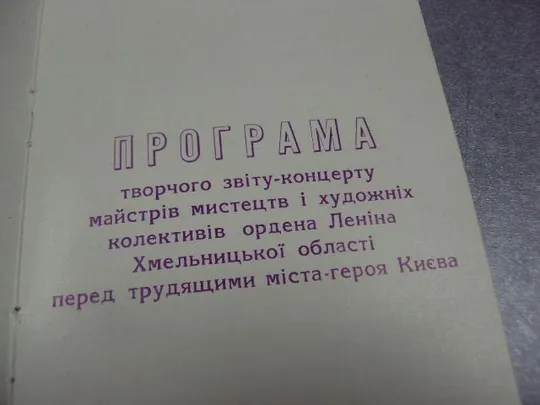 ПРОГРАМА
творчого звіту-концерту
майстрів мистецтв і художніх
колективів ордена Леніна
Хмельницької області
перед трудящими міста-героя Києва